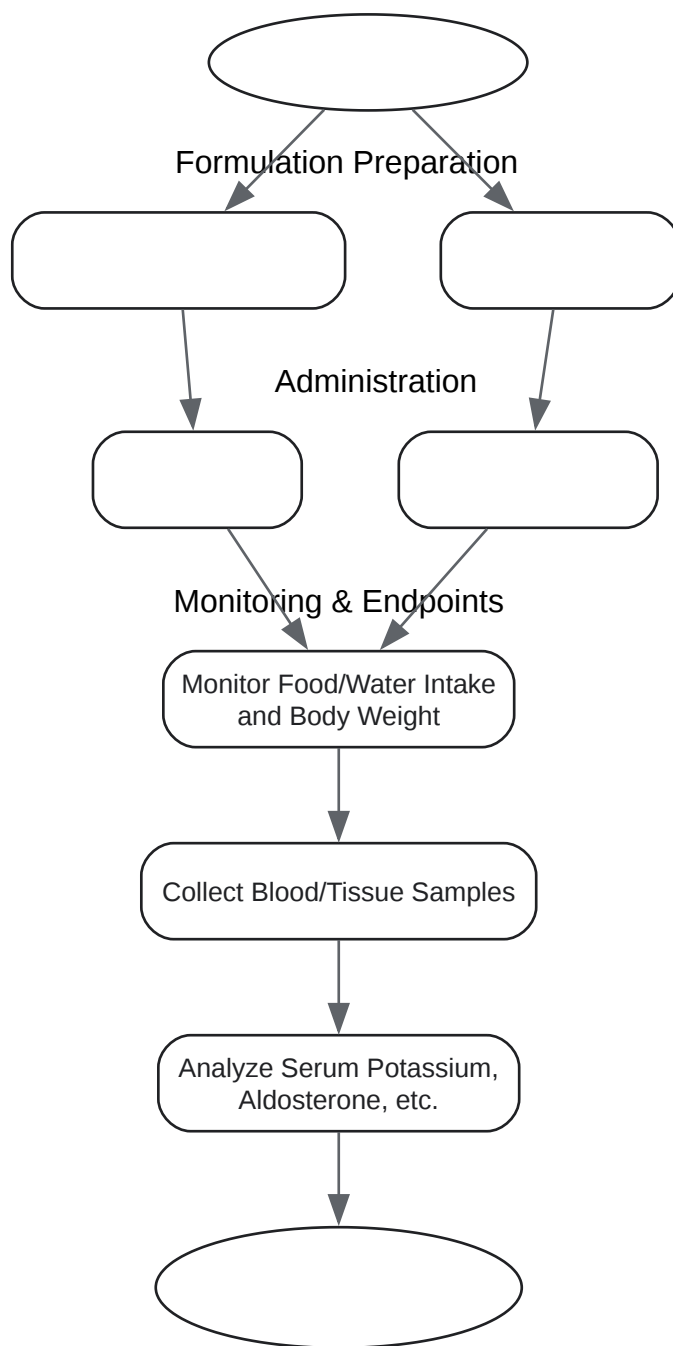 Formulation Preparation
Administration
Monitoring & Endpoints
Monitor Food/Water Intake
and Body Weight
Collect Blood/Tissue Samples
Analyze Serum Potassium,
Aldosterone, etc.